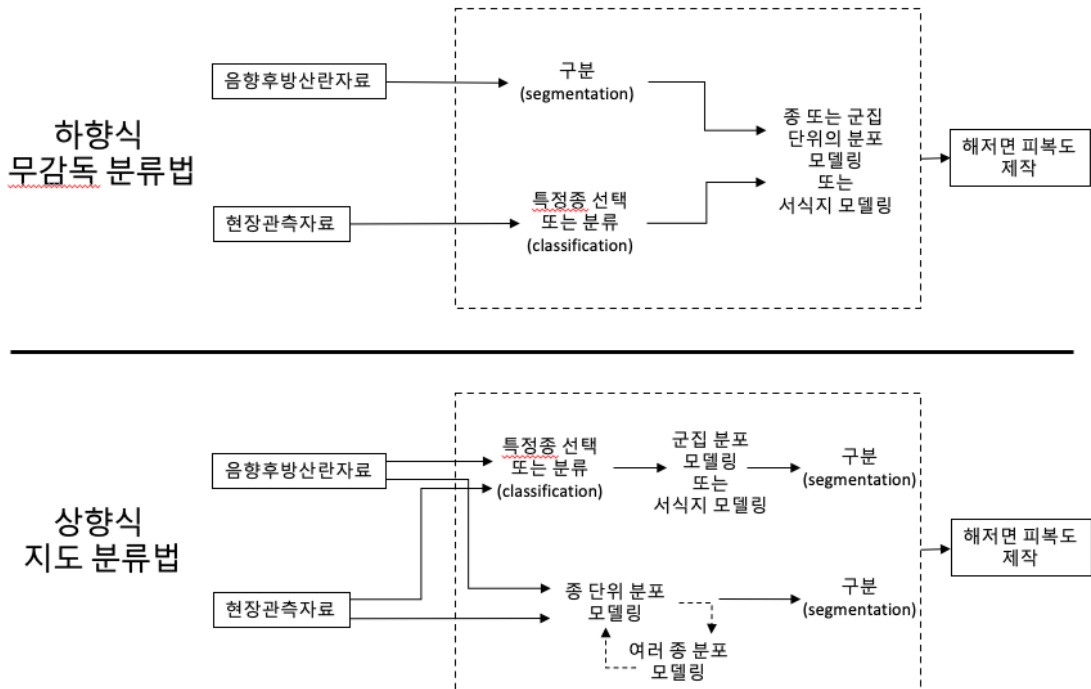 하향식
무감독 분류법
음향후방산란자료
현장관측자료
구분
(segmentation)
특정종 선택
또는 분류
(classification)
종 또는 군집
단위의 분포
모델링
또는
서식지 모델링
해저면 피복도
제작
상향식
지도 분류법
음향후방산란자료
현장관측자료
특정종 선택
또는 분류
(classification)
군집 분포
모델링
또는
서식지 모델링
구분
(segmentation)
종 단위 분포
모델링
여러 종 분포
모델링
구분
(segmentation)
해저면 피복도
제작